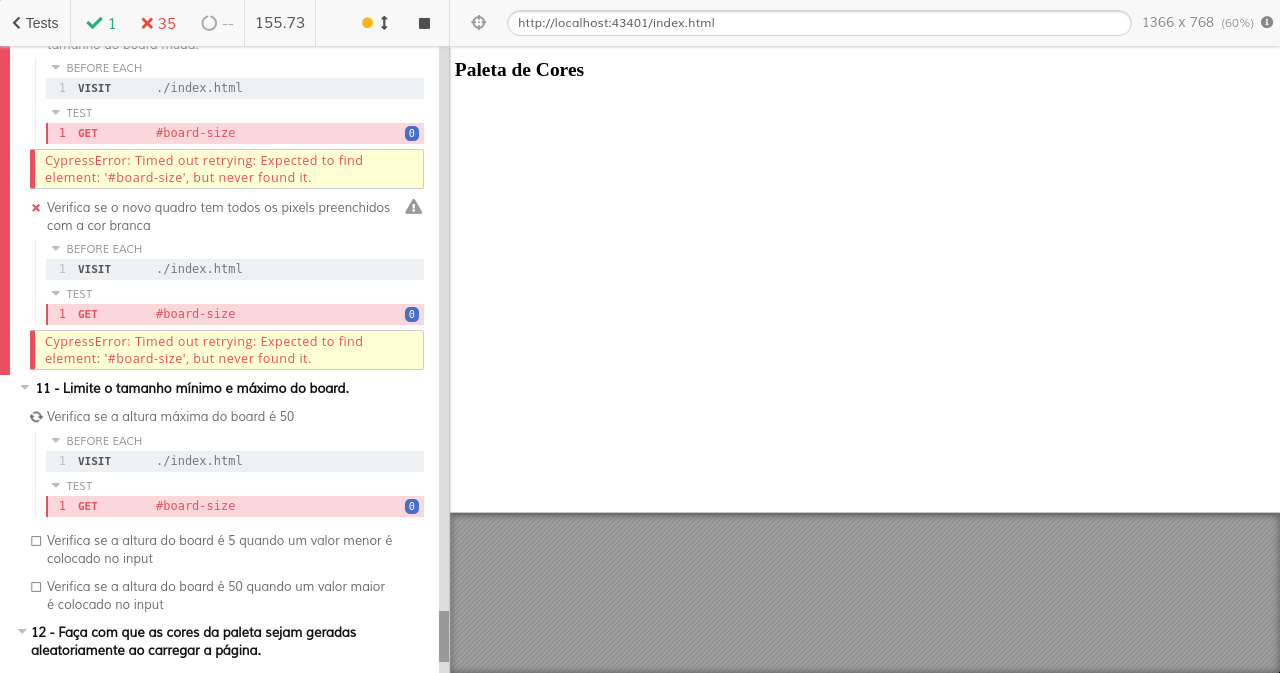 Tests
1
35
--
155.73
http://localhost:43401/index.html
1366 x 768 (60%)
tamanho do board muda.
BEFORE EACH
1 VISIT ./index.html
TEST
1 GET #board-size 0
CypressError: Timed out retrying: Expected to find
element: '#board-size', but never found it.
Verifica se o novo quadro tem todos os pixels preenchidos
com a cor branca
BEFORE EACH
1 VISIT ./index.html
TEST
1 GET #board-size 0
CypressError: Timed out retrying: Expected to find
element: '#board-size', but never found it.
11 - Limite o tamanho mínimo e máximo do board.
Verifica se a altura máxima do board é 50
BEFORE EACH
1 VISIT ./index.html
TEST
1 GET #board-size 0
Verifica se a altura do board é 5 quando um valor menor é
colocado no input
Verifica se a altura do board é 50 quando um valor maior
é colocado no input
12 - Faça com que as cores da paleta sejam geradas
aleatoriamente ao carregar a página.
Paleta de Cores